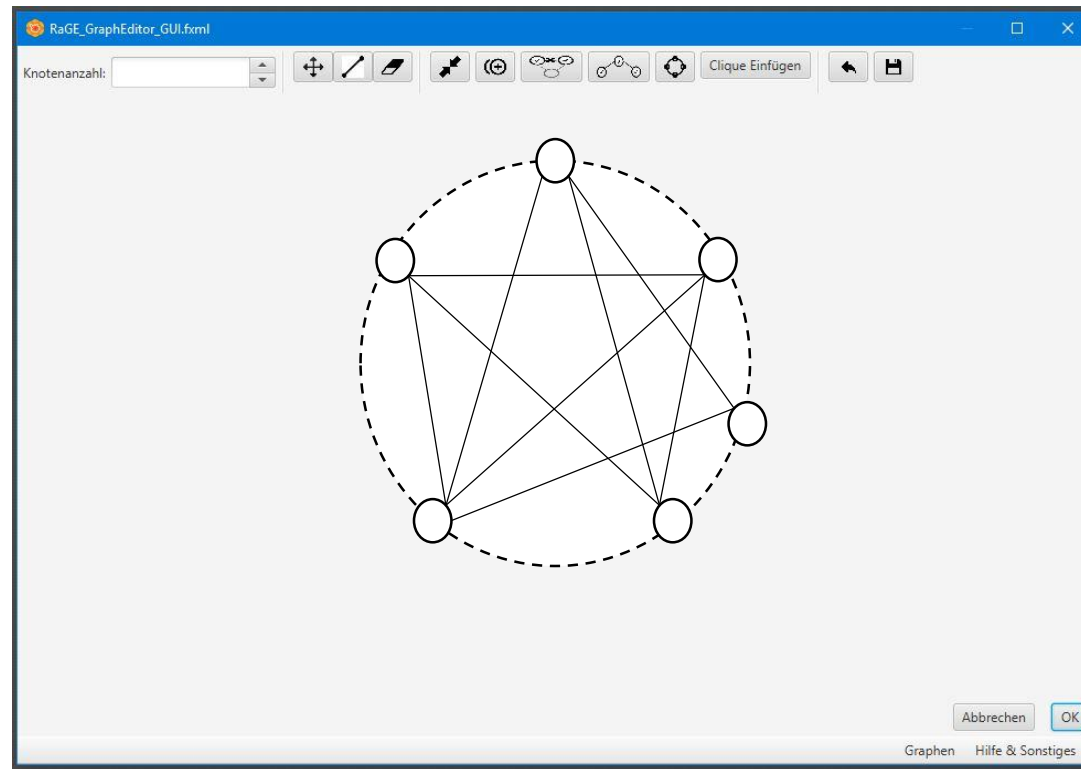 RaGE_GraphEditor_GUI.fxml
Knotenanzahl:
Clique Einfügen
Abbrechen
OK
Graphen
Hilfe & Sonstiges